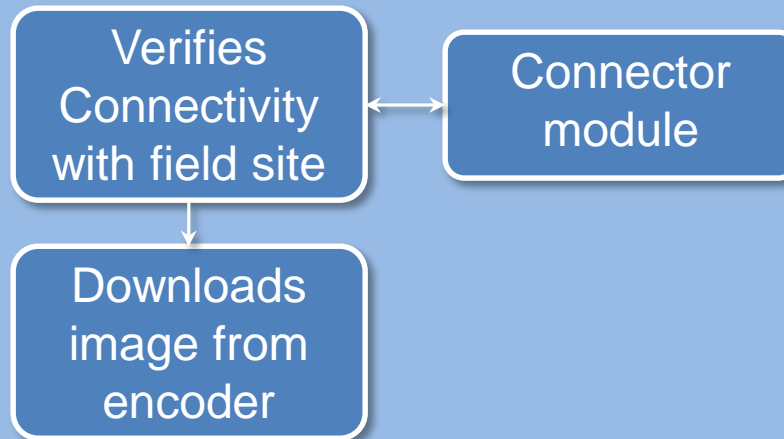 Verifies
Connectivity
with field site
Connector
module
Downloads
image from
encoder